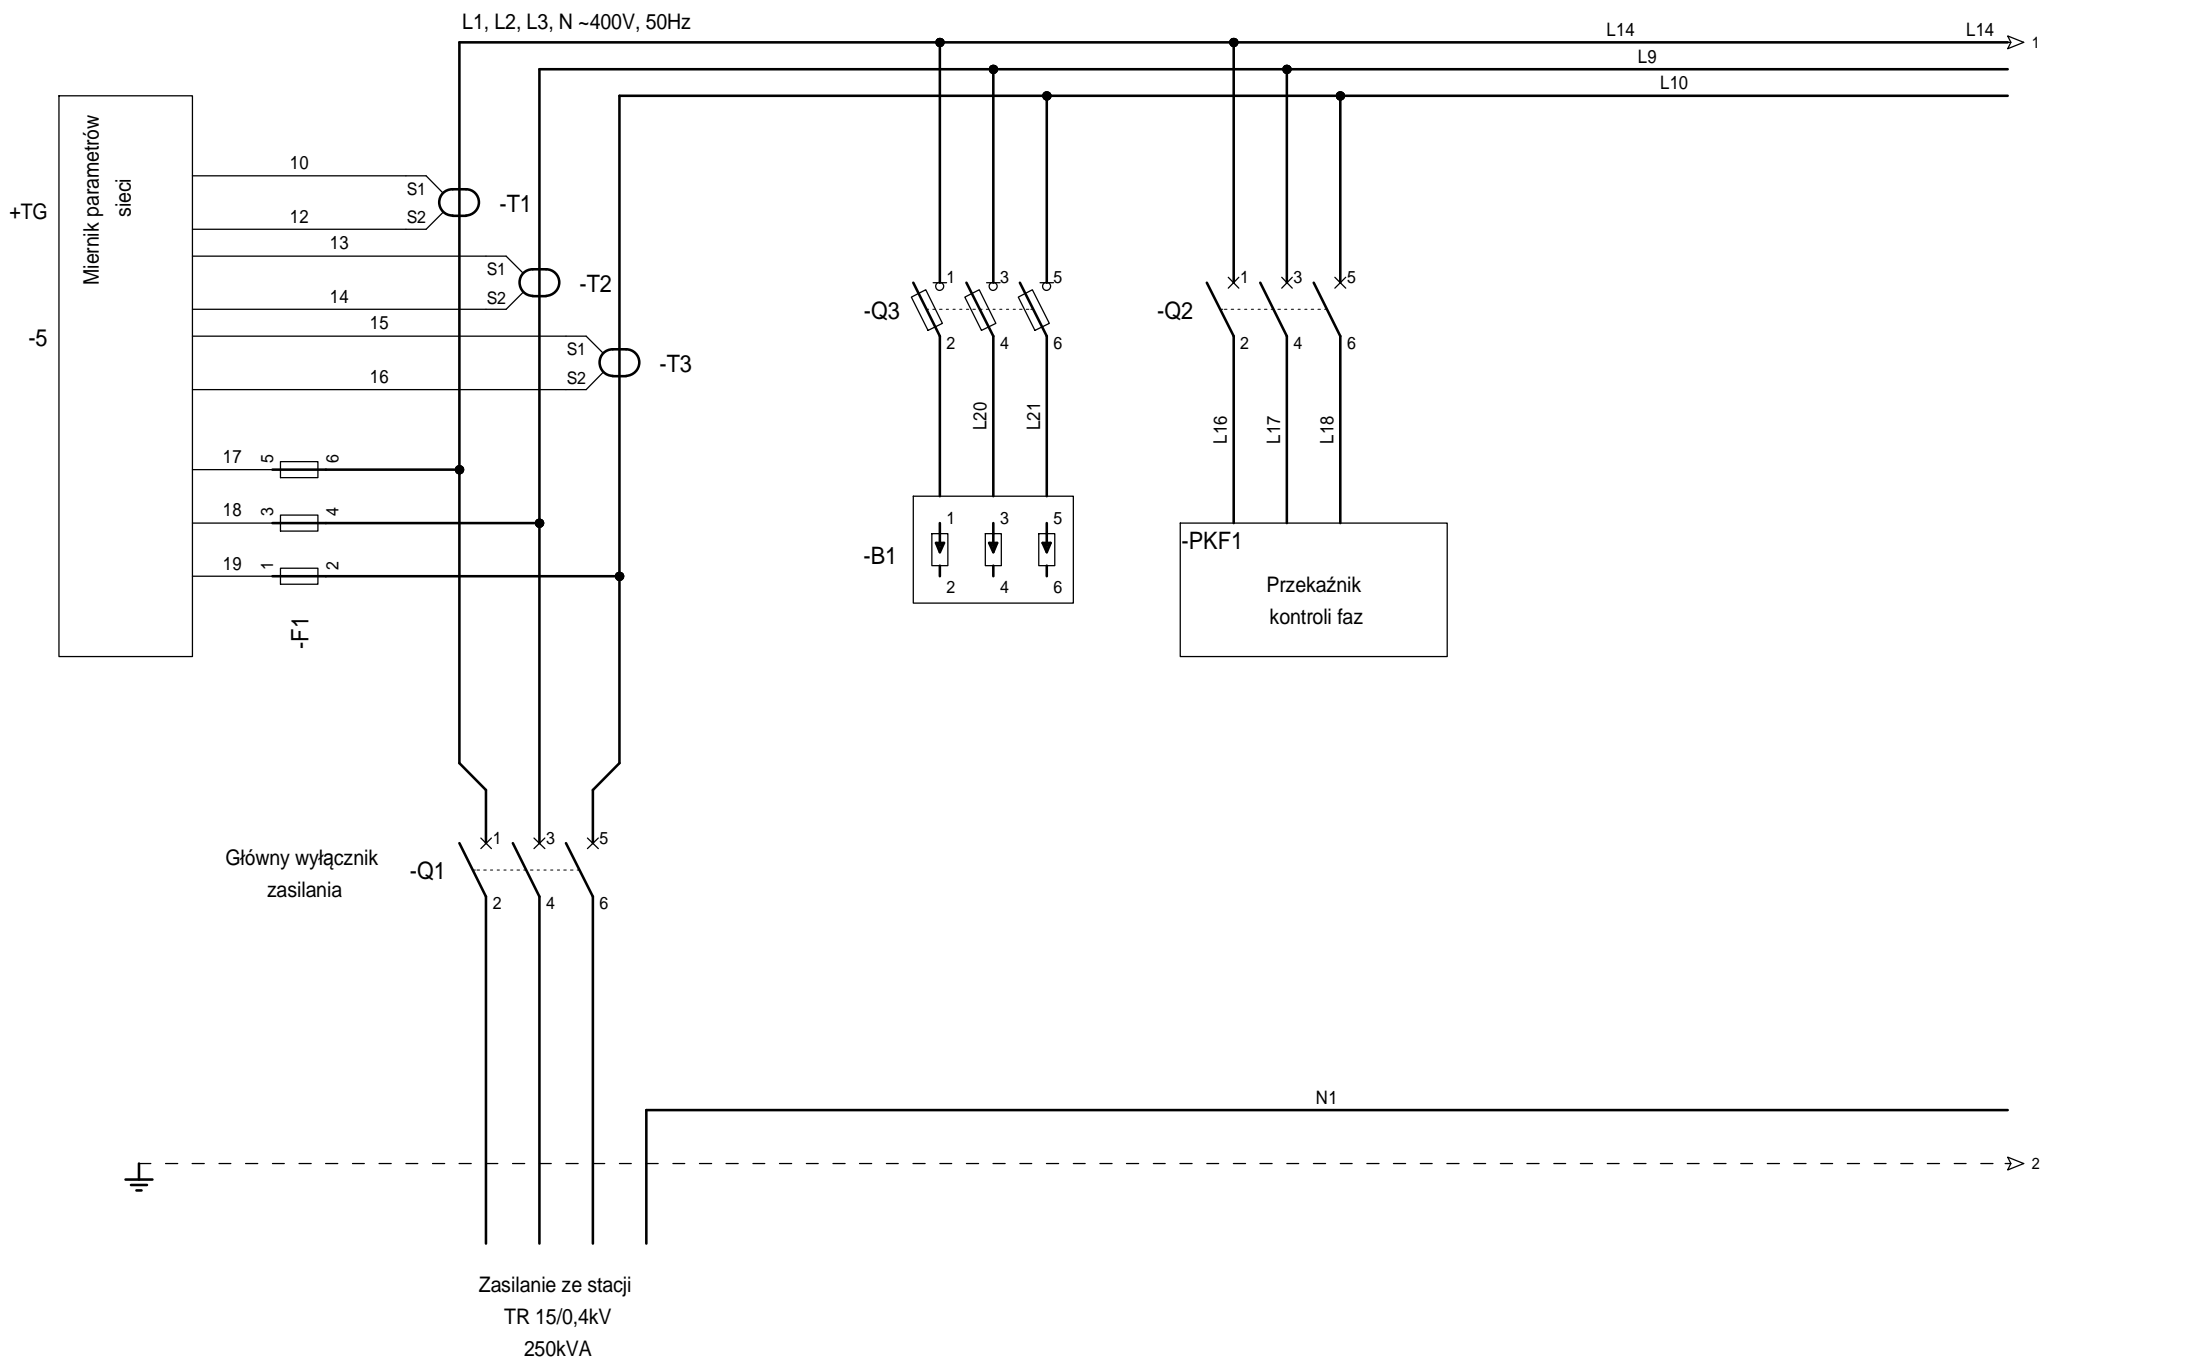 L1, L2, L3, N ~400V, 50Hz
L14
L14
1
L9
L10
Miernik parametrów
sieci
+TG
-5
10
S1
S2
-T1
12
13
S1
S2
-T2
14
15
S1
S2
-T3
16
17
5
6
18
3
4
19
1
2
-F1
-Q3
1
3
5
2
4
6
L20
L21
-B1
1
3
5
2
4
6
-Q2
1
3
5
2
4
6
L16
L17
L18
-PKF1
Przekaźnik
kontroli faz
Główny wyłącznik
zasilania
-Q1
1
3
5
2
4
6
N1
2
Zasilanie ze stacji
TR 15/0,4kV
250kVA